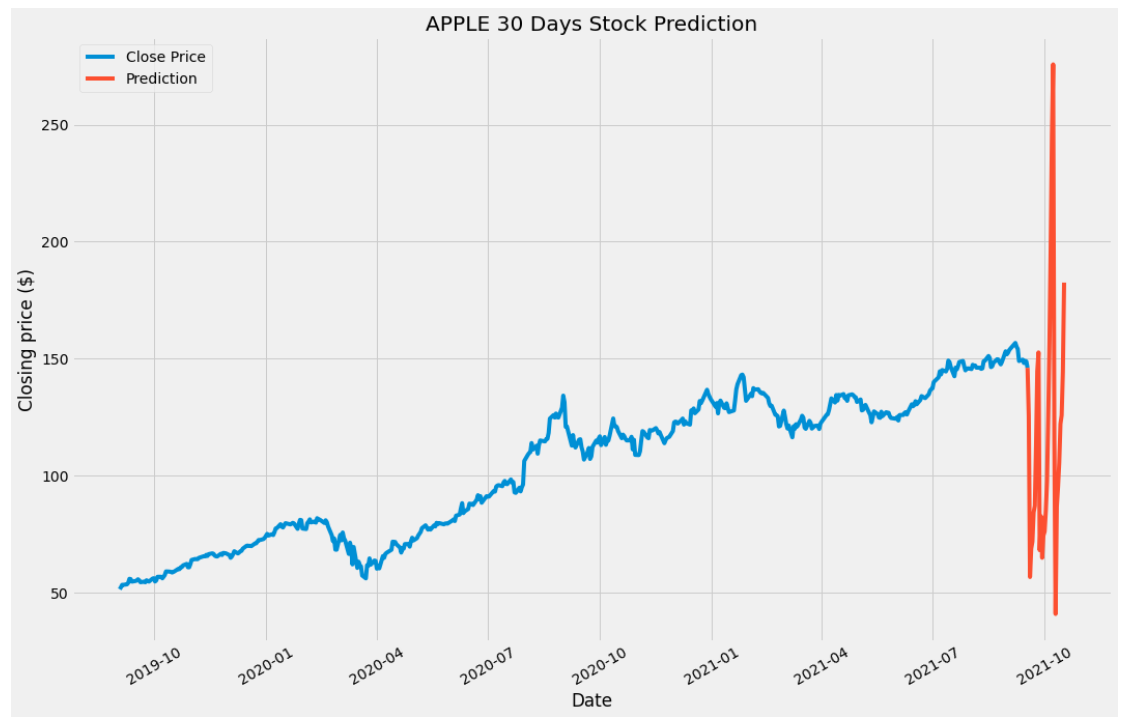 APPLE 30 Days Stock Prediction
Close Price
Prediction
250
200
150
100
50
Closing price ($)
2019-10
2020-01
2020-04
2020-07
2020-10
2021-01
2021-04
2021-07
2021-10
Date